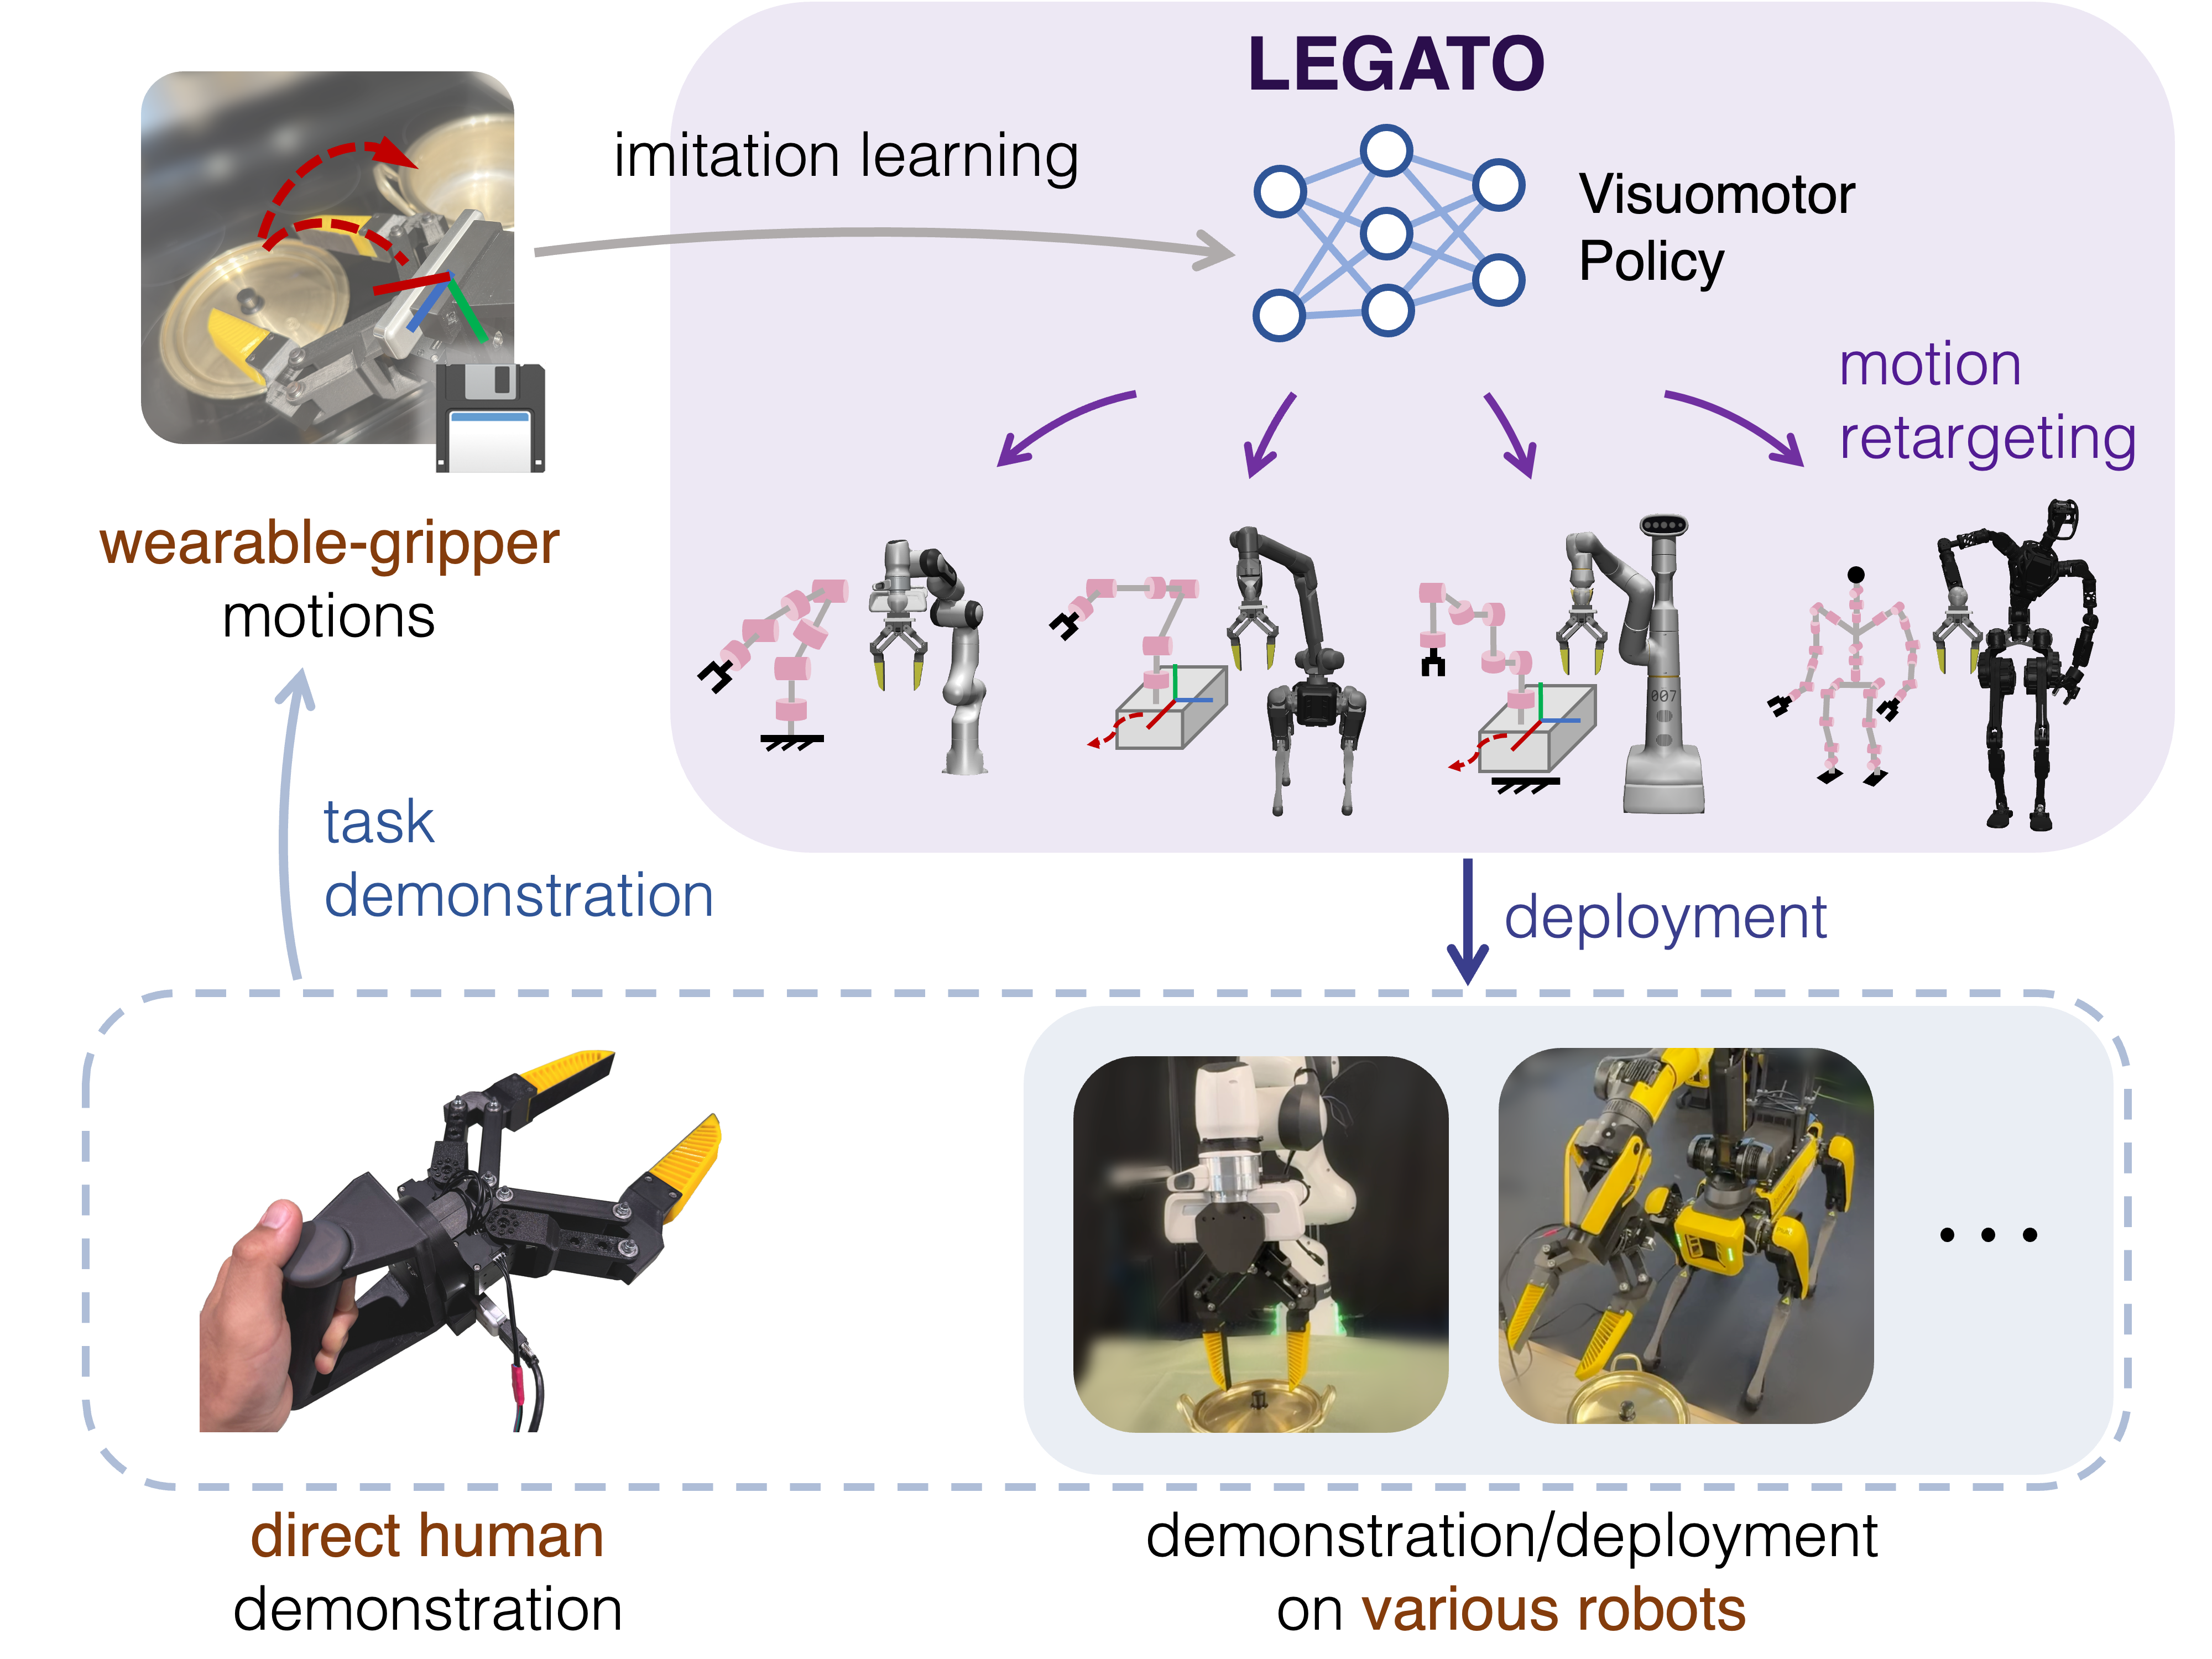 LEGATO
imitation learning
Visuomotor
Policy
motion
retargeting
wearable-gripper
motions
007
task
demonstration
deployment
direct human
demonstration
demonstration/deployment
on various robots